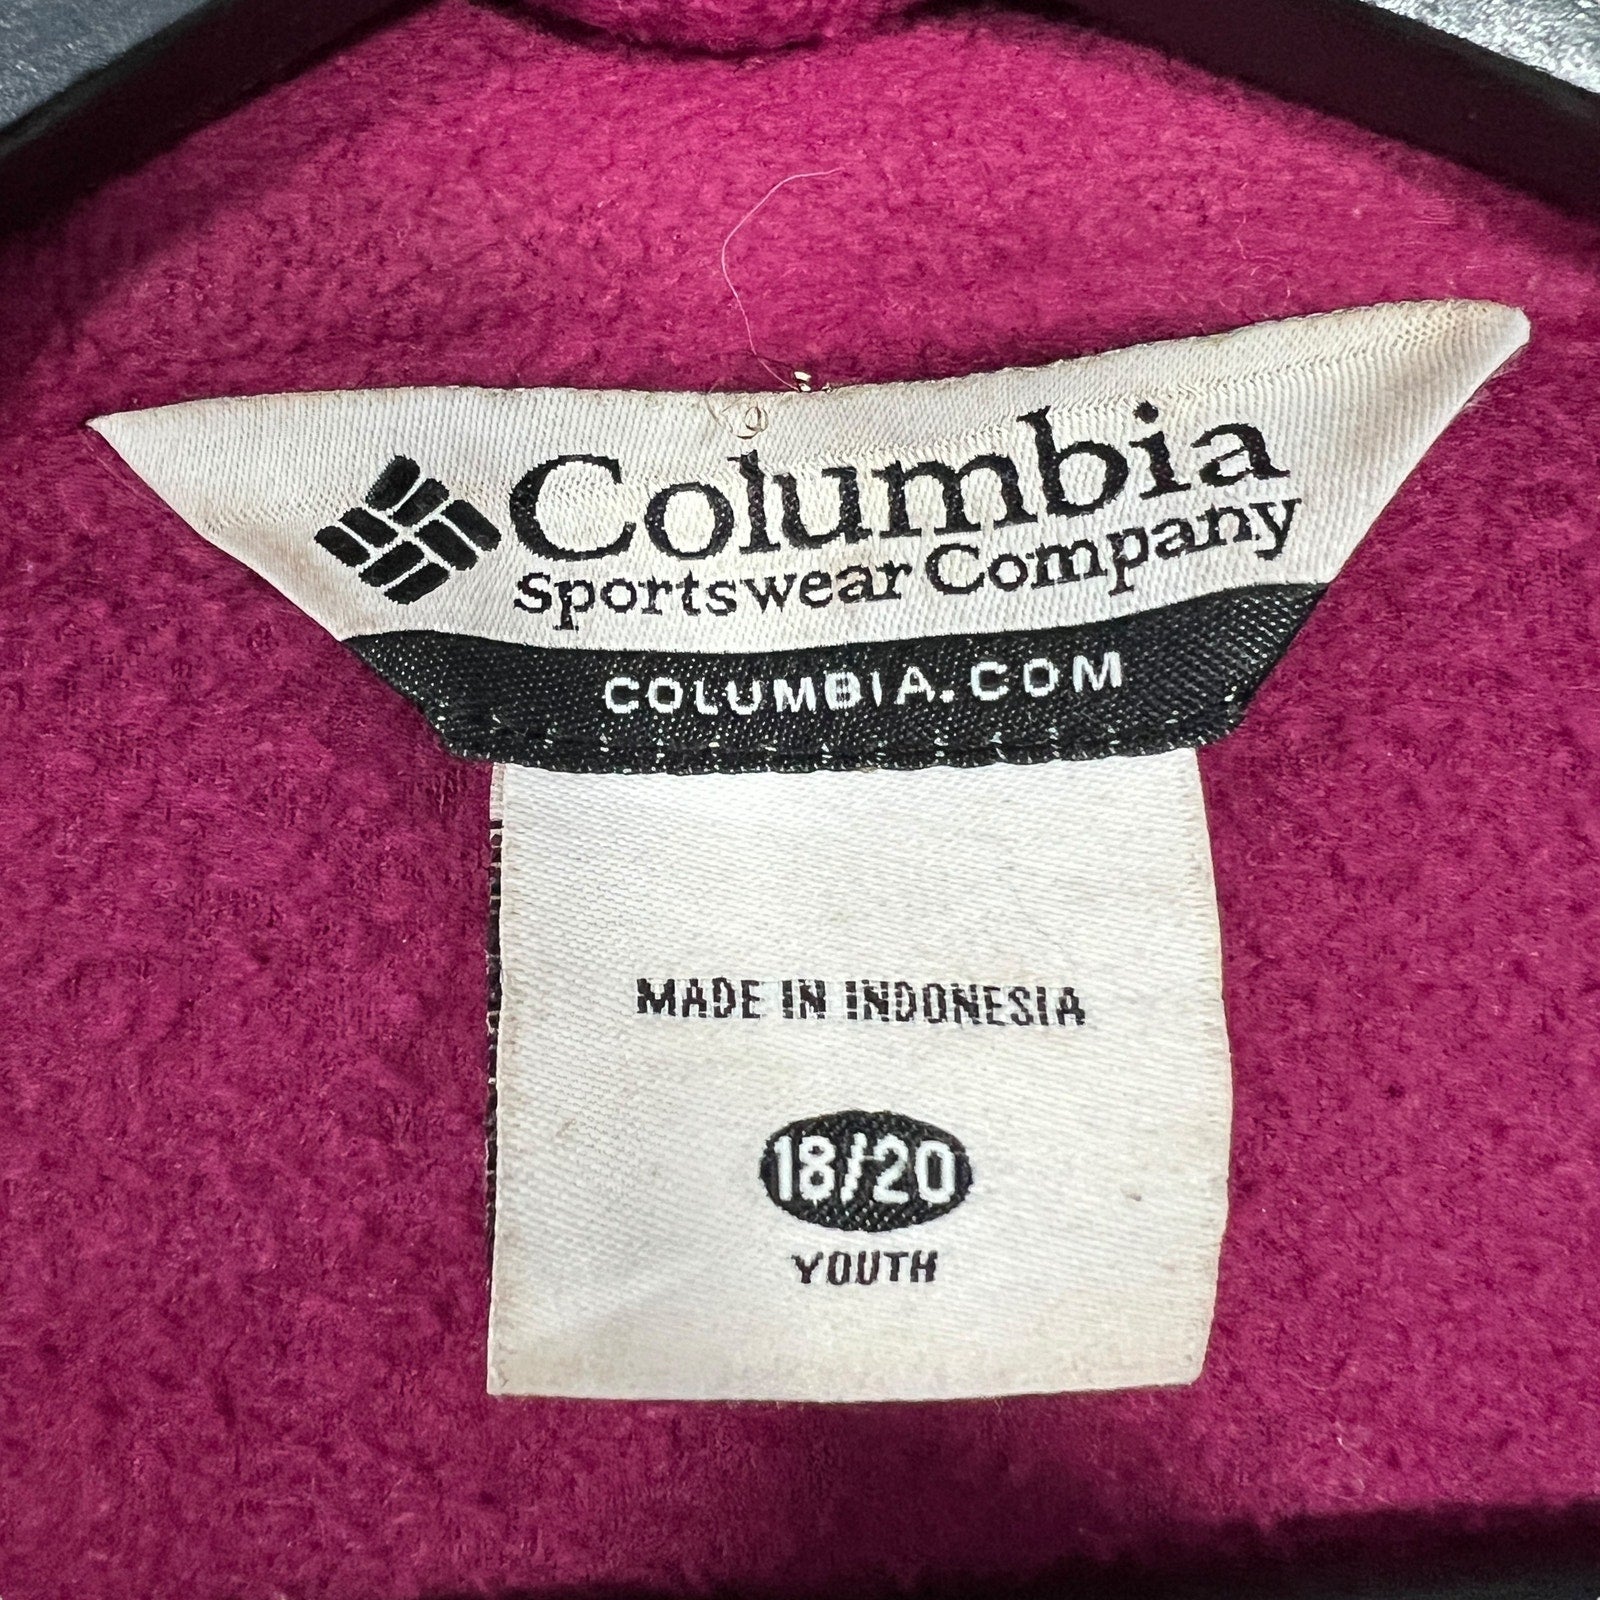 Columbia
Sportswear Company
COLUMBIA.COM
MADE IN INDONESIA
18/20
YOUTH